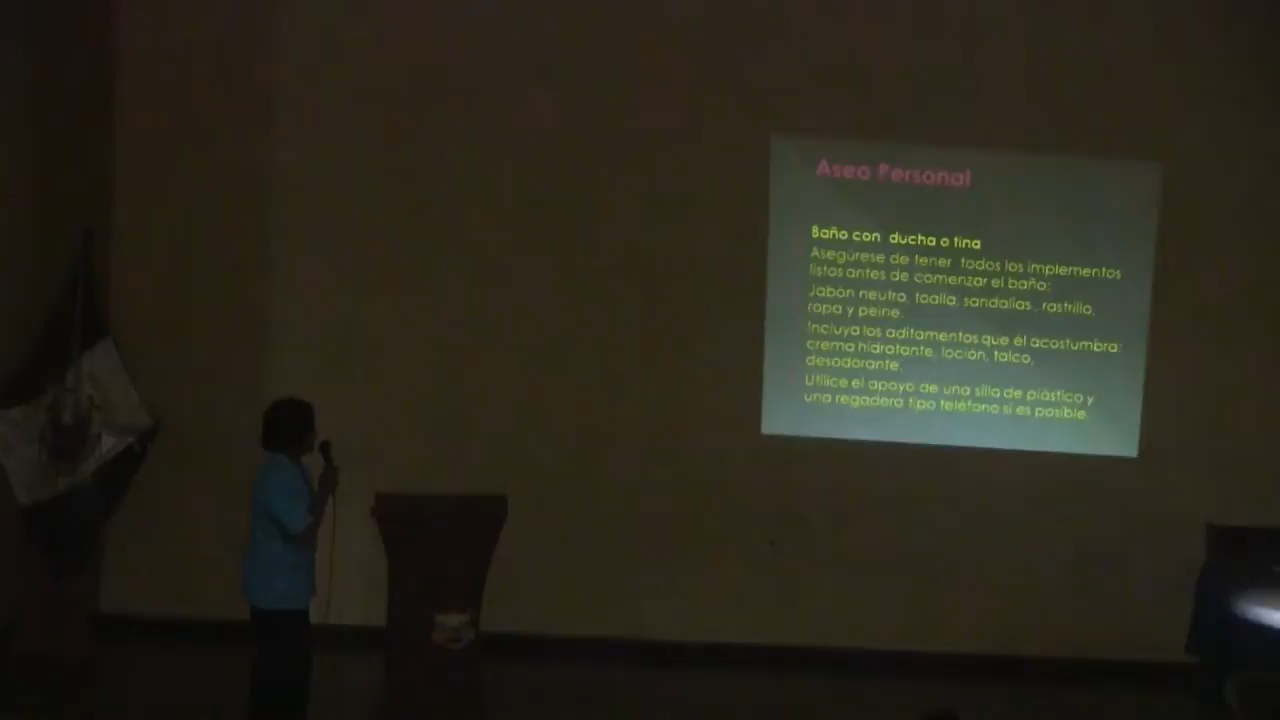 Aseo Personal
Baño con ducha o tina
Asegúrese de tener todos los implementos
listos antes de comenzar el baño:
Jabón neutro, toalla, sandalias, rastrillo,
ropa y peine.
Incluya los aditamentos que él acostumbra:
crema hidratante, loción, talco,
desodorante.
Utilice el apoyo de una silla de plástico y
una regadera tipo teléfono si es posible.